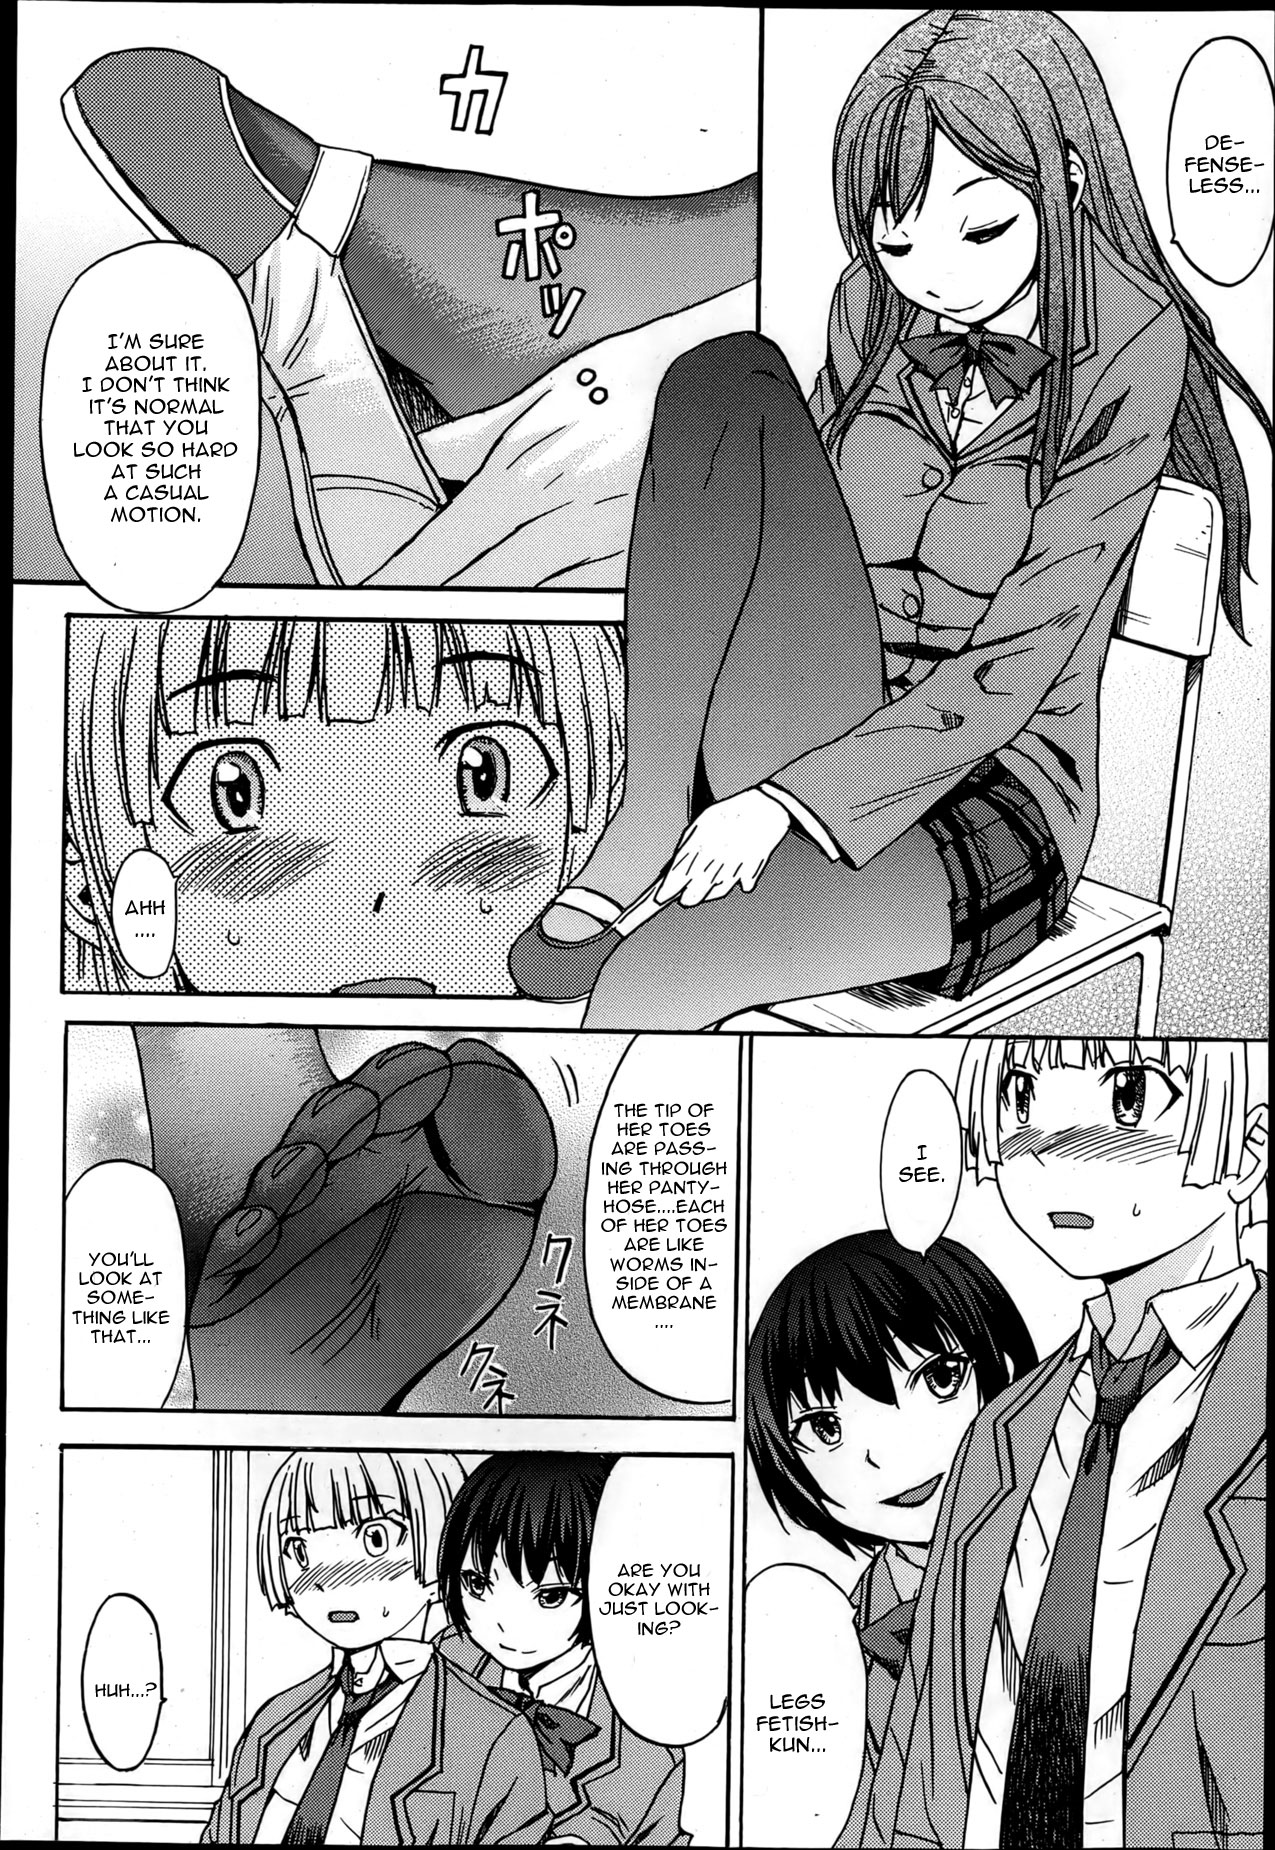 DE-
FENSE-
LESS...
カ
ポッ
I'M SURE
ABOUT IT.
I DON'T THINK
IT'S NORMAL
THAT YOU
LOOK SO HARD
AT SUCH
A CASUAL
MOTION.
AHH
....
I
SEE.
LEGS
FETISH-
KUN...
THE TIP OF
HER TOES
ARE PASS-
ING THROUGH
HER PANTY-
HOSE....EACH
OF HER TOES
ARE LIKE
WORMS IN-
SIDE OF A
MEMBRANE
....
クネ
クネ
YOU'LL
LOOK AT
SOME-
THING LIKE
THAT...
ARE YOU
OKAY WITH
JUST LOOK-
ING?
HUH...?